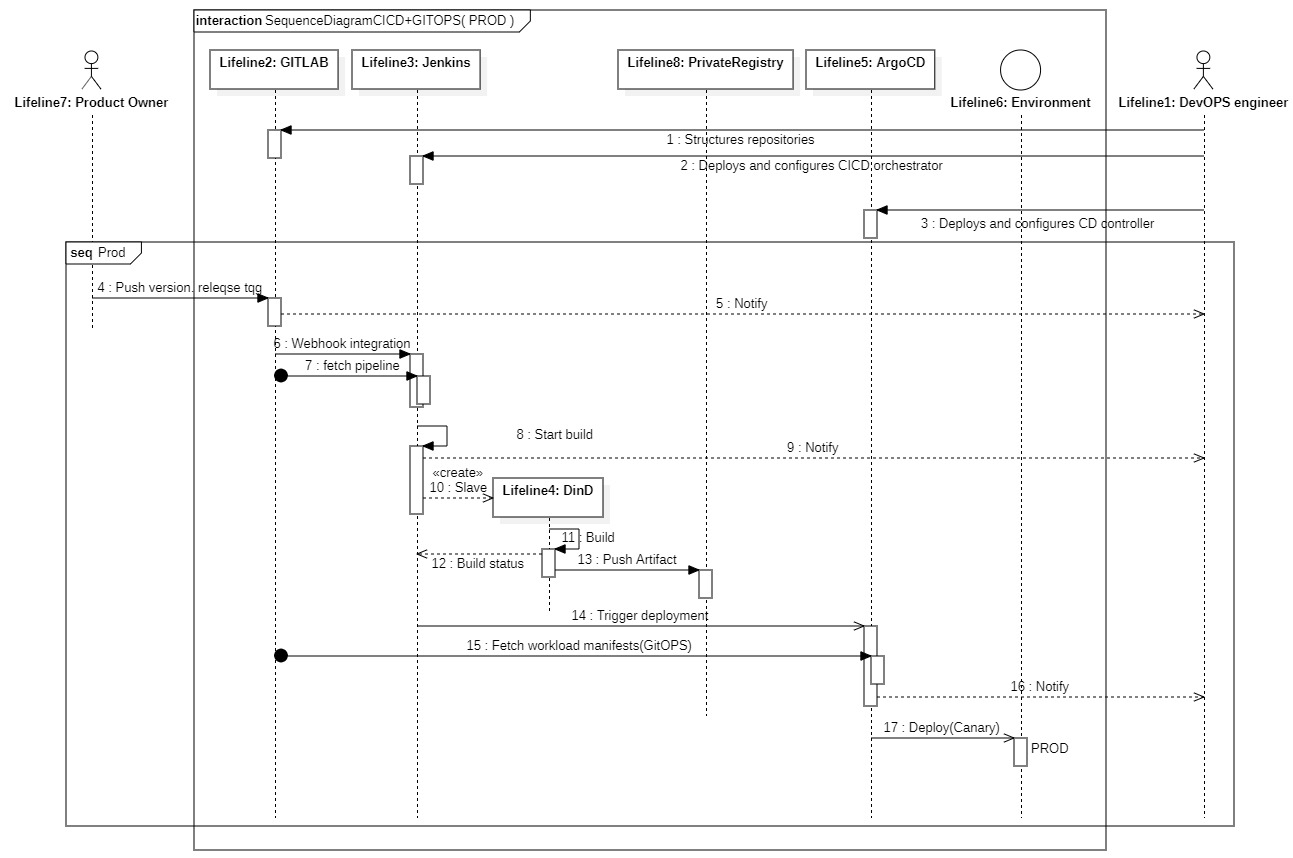 interaction SequenceDiagramCICD+GITOPS( PROD )
Lifeline2: GITLAB
Lifeline3: Jenkins
Lifeline8: PrivateRegistry
Lifeline5: ArgoCD
Lifeline7: Product Owner
Lifeline6: Environment
Lifeline1: DevOPS engineer
1 : Structures repositories
2 : Deploys and configures CICD orchestrator
3 : Deploys and configures CD controller
seq Prod
4 : Push version, releqse tqg
5 : Notify
6 : Webhook integration
7 : fetch pipeline
8 : Start build
9 : Notify
«create»
10 : Slave
Lifeline4: DinD
11 : Build
12 : Build status
13 : Push Artifact
14 : Trigger deployment
15 : Fetch workload manifests(GitOPS)
16 : Notify
17 : Deploy(Canary)
PROD